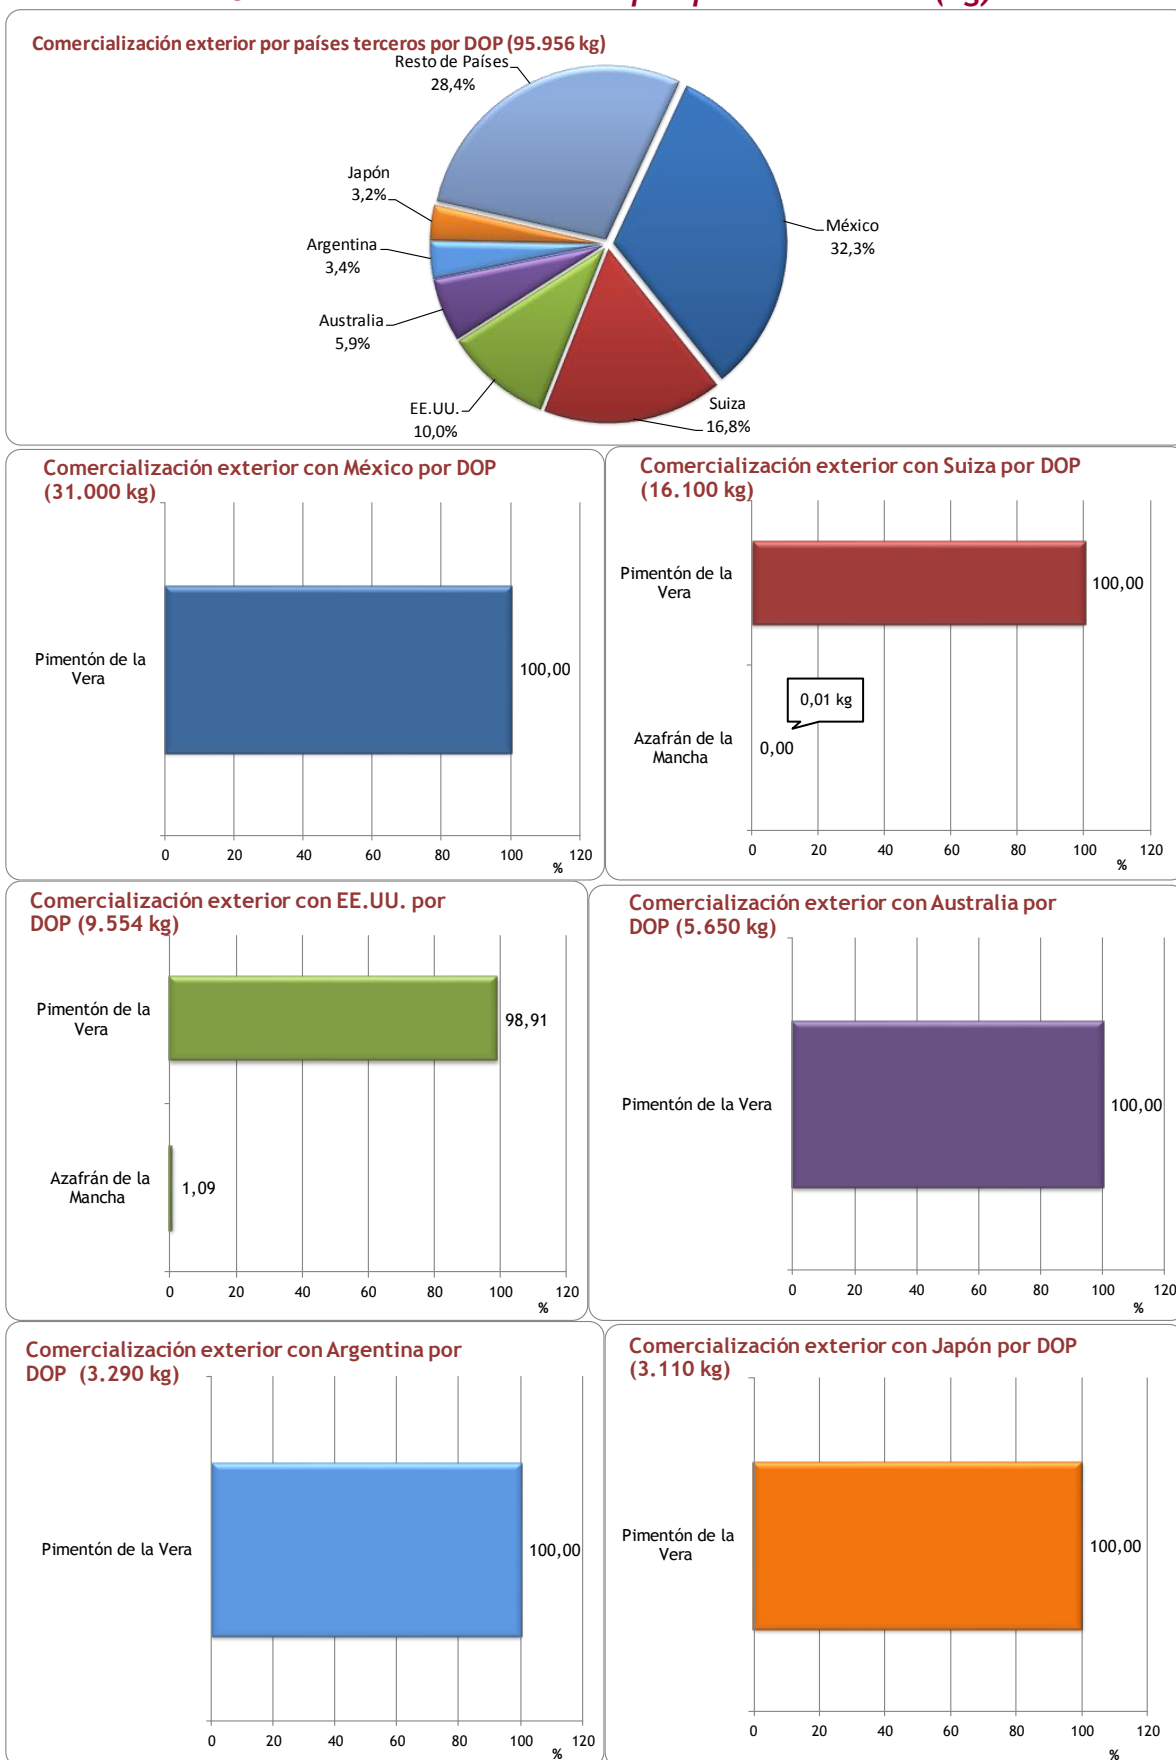 Comercialización exterior por países terceros por DOP (95.956 kg)
Resto de Países
28,4%
Japón
3,2%
Argentina
3,4%
Australia
5,9%
EE.UU.
10,0%
México
32,3%
Suiza
16,8%
Comercialización exterior con México por DOP
(31.000 kg)
Pimentón de la
Vera
100,00
0 20 40 60 80 100 120
%
Comercialización exterior con Suiza por DOP
(16.100 kg)
Pimentón de la
Vera
100,00
0,01 kg
Azafrán de la
Mancha
0,00
0 20 40 60 80 100 120
%
Comercialización exterior con EE.UU. por
DOP (9.554 kg)
Pimentón de la
Vera
98,91
Azafrán de la
Mancha
1,09
0 20 40 60 80 100 120
%
Comercialización exterior con Australia por
DOP (5.650 kg)
Pimentón de la Vera
100,00
0 20 40 60 80 100 120
%
Comercialización exterior con Argentina por
DOP (3.290 kg)
Pimentón de la Vera
100,00
0 20 40 60 80 100 120
%
Comercialización exterior con Japón por DOP
(3.110 kg)
Pimentón de la
Vera
100,00
0 20 40 60 80 100 120
%